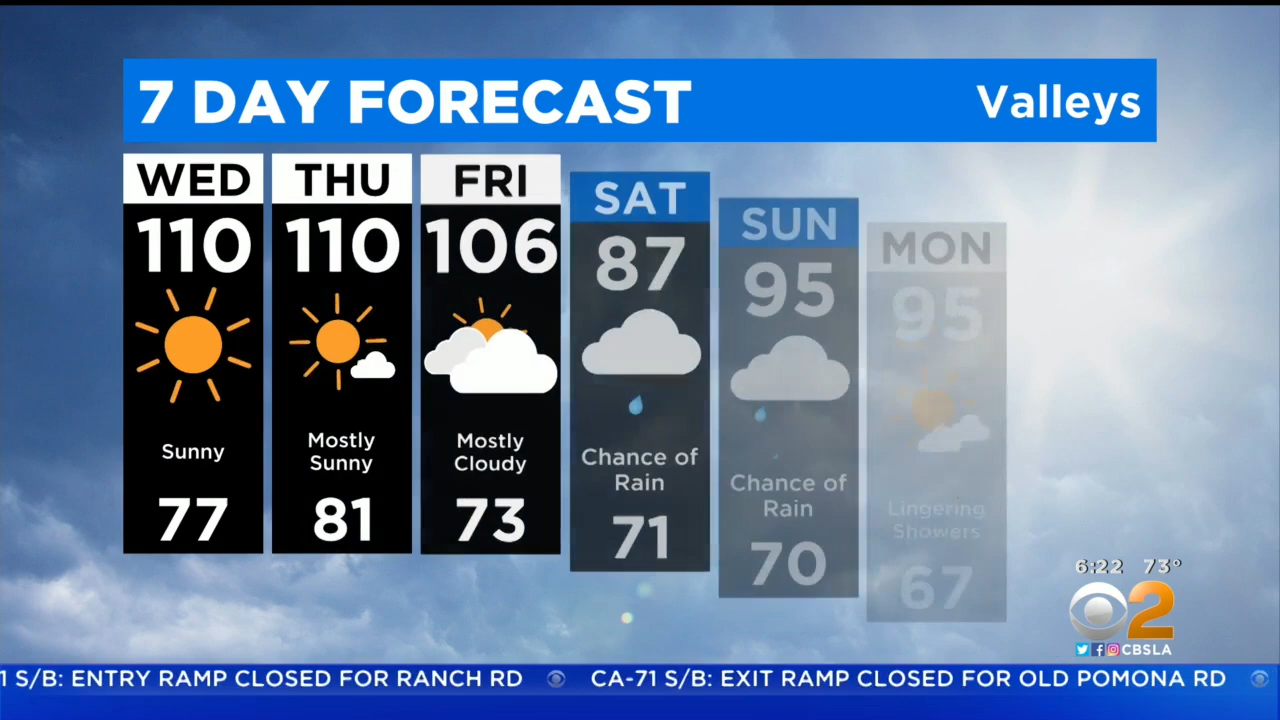 7 DAY FORECAST
Valleys
WED
110
Sunny
77
THU
110
Mostly
Sunny
81
FRI
106
Mostly
Cloudy
73
SAT
87
Chance of
Rain
71
SUN
95
Chance of
Rain
70
MON
95
Lingering
Showers
67
6:22 73°
2
CBSLA
1 S/B: ENTRY RAMP CLOSED FOR RANCH RD CA-71 S/B: EXIT RAMP CLOSED FOR OLD POMONA RD